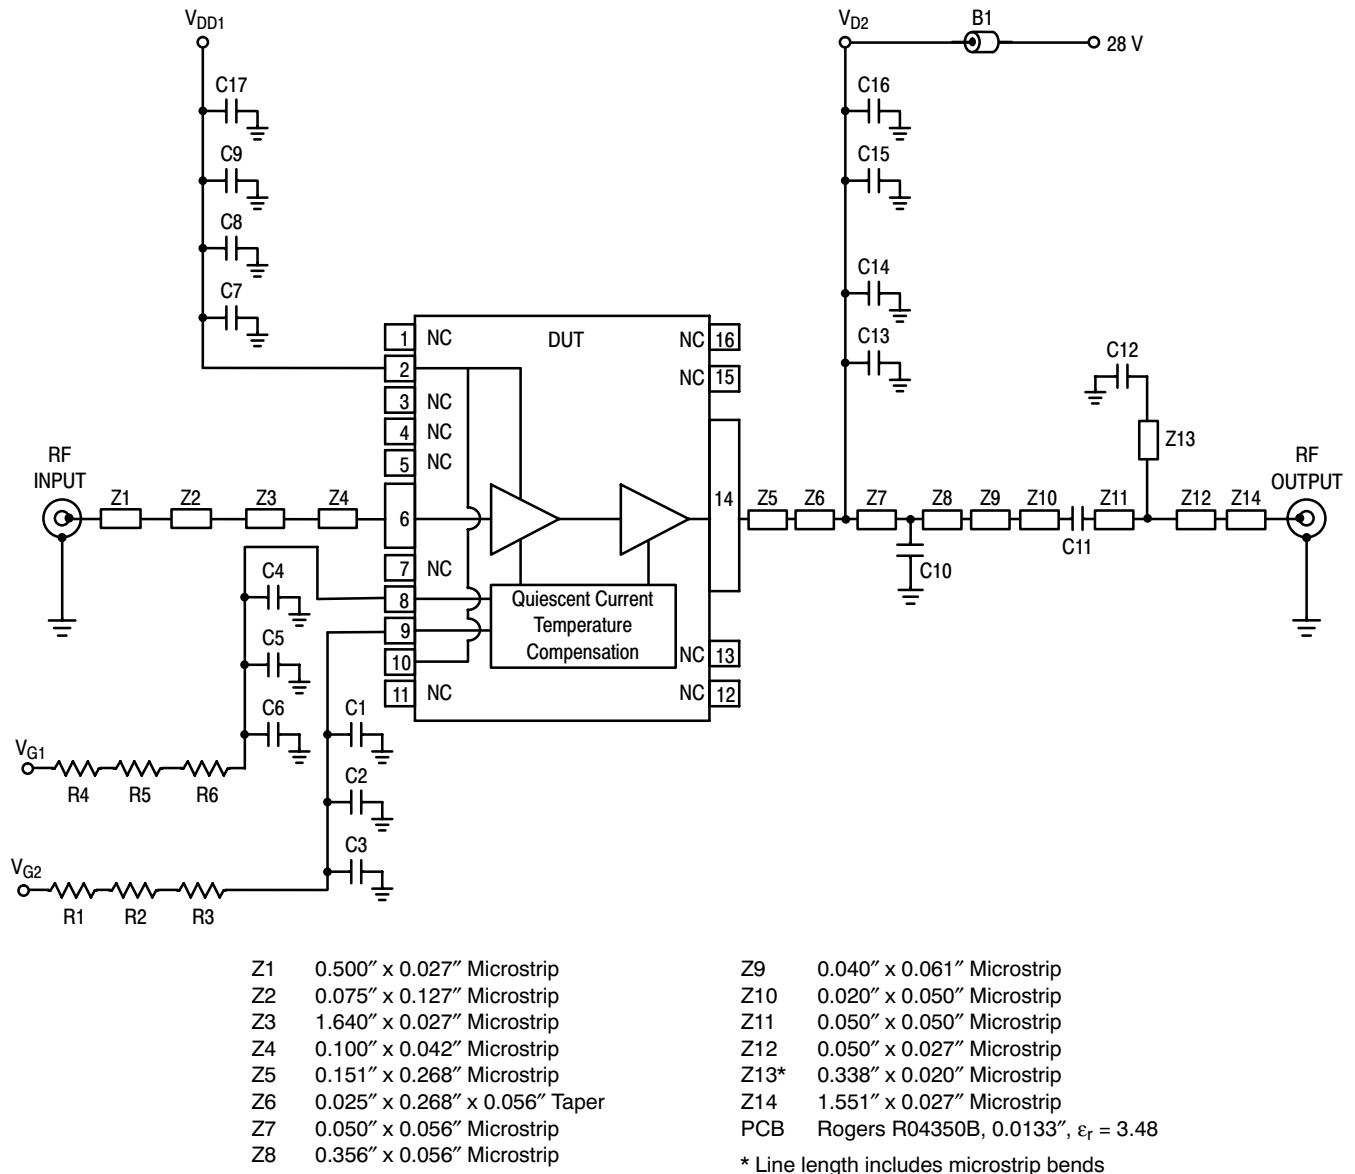 VDD1
VD2
B1
28 V
C17
C16
C9
C15
C8
C14
C7
C13
C12
1 NC
DUT
NC 16
2
NC 15
3 NC
4 NC
5 NC
Z13
RF
INPUT
RF
OUTPUT
Z1 Z2 Z3 Z4
6
14
Z5 Z6 Z7 Z8 Z9 Z10 Z11 Z12 Z14
C11
C10
7 NC
C4
8
Quiescent Current
Temperature
Compensation
9
C5
10
NC 13
11 NC
NC 12
C6
C1
VG1
R4 R5 R6
C2
C3
VG2
R1 R2 R3
Z1 0.500″ x 0.027″ Microstrip
Z2 0.075″ x 0.127″ Microstrip
Z3 1.640″ x 0.027″ Microstrip
Z4 0.100″ x 0.042″ Microstrip
Z5 0.151″ x 0.268″ Microstrip
Z6 0.025″ x 0.268″ x 0.056″ Taper
Z7 0.050″ x 0.056″ Microstrip
Z8 0.356″ x 0.056″ Microstrip
Z9 0.040″ x 0.061″ Microstrip
Z10 0.020″ x 0.050″ Microstrip
Z11 0.050″ x 0.050″ Microstrip
Z12 0.050″ x 0.027″ Microstrip
Z13* 0.338″ x 0.020″ Microstrip
Z14 1.551″ x 0.027″ Microstrip
PCB Rogers R04350B, 0.0133″, εr = 3.48
* Line length includes microstrip bends